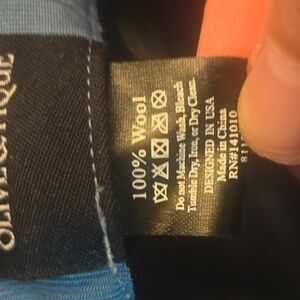 OLIVE & PIQUE
100% Wool
Do not Machine Wash, Bleach
Tumble Dry, Iron, or Dry Clean.
DESIGNED IN USA
Made in China
RN#141010